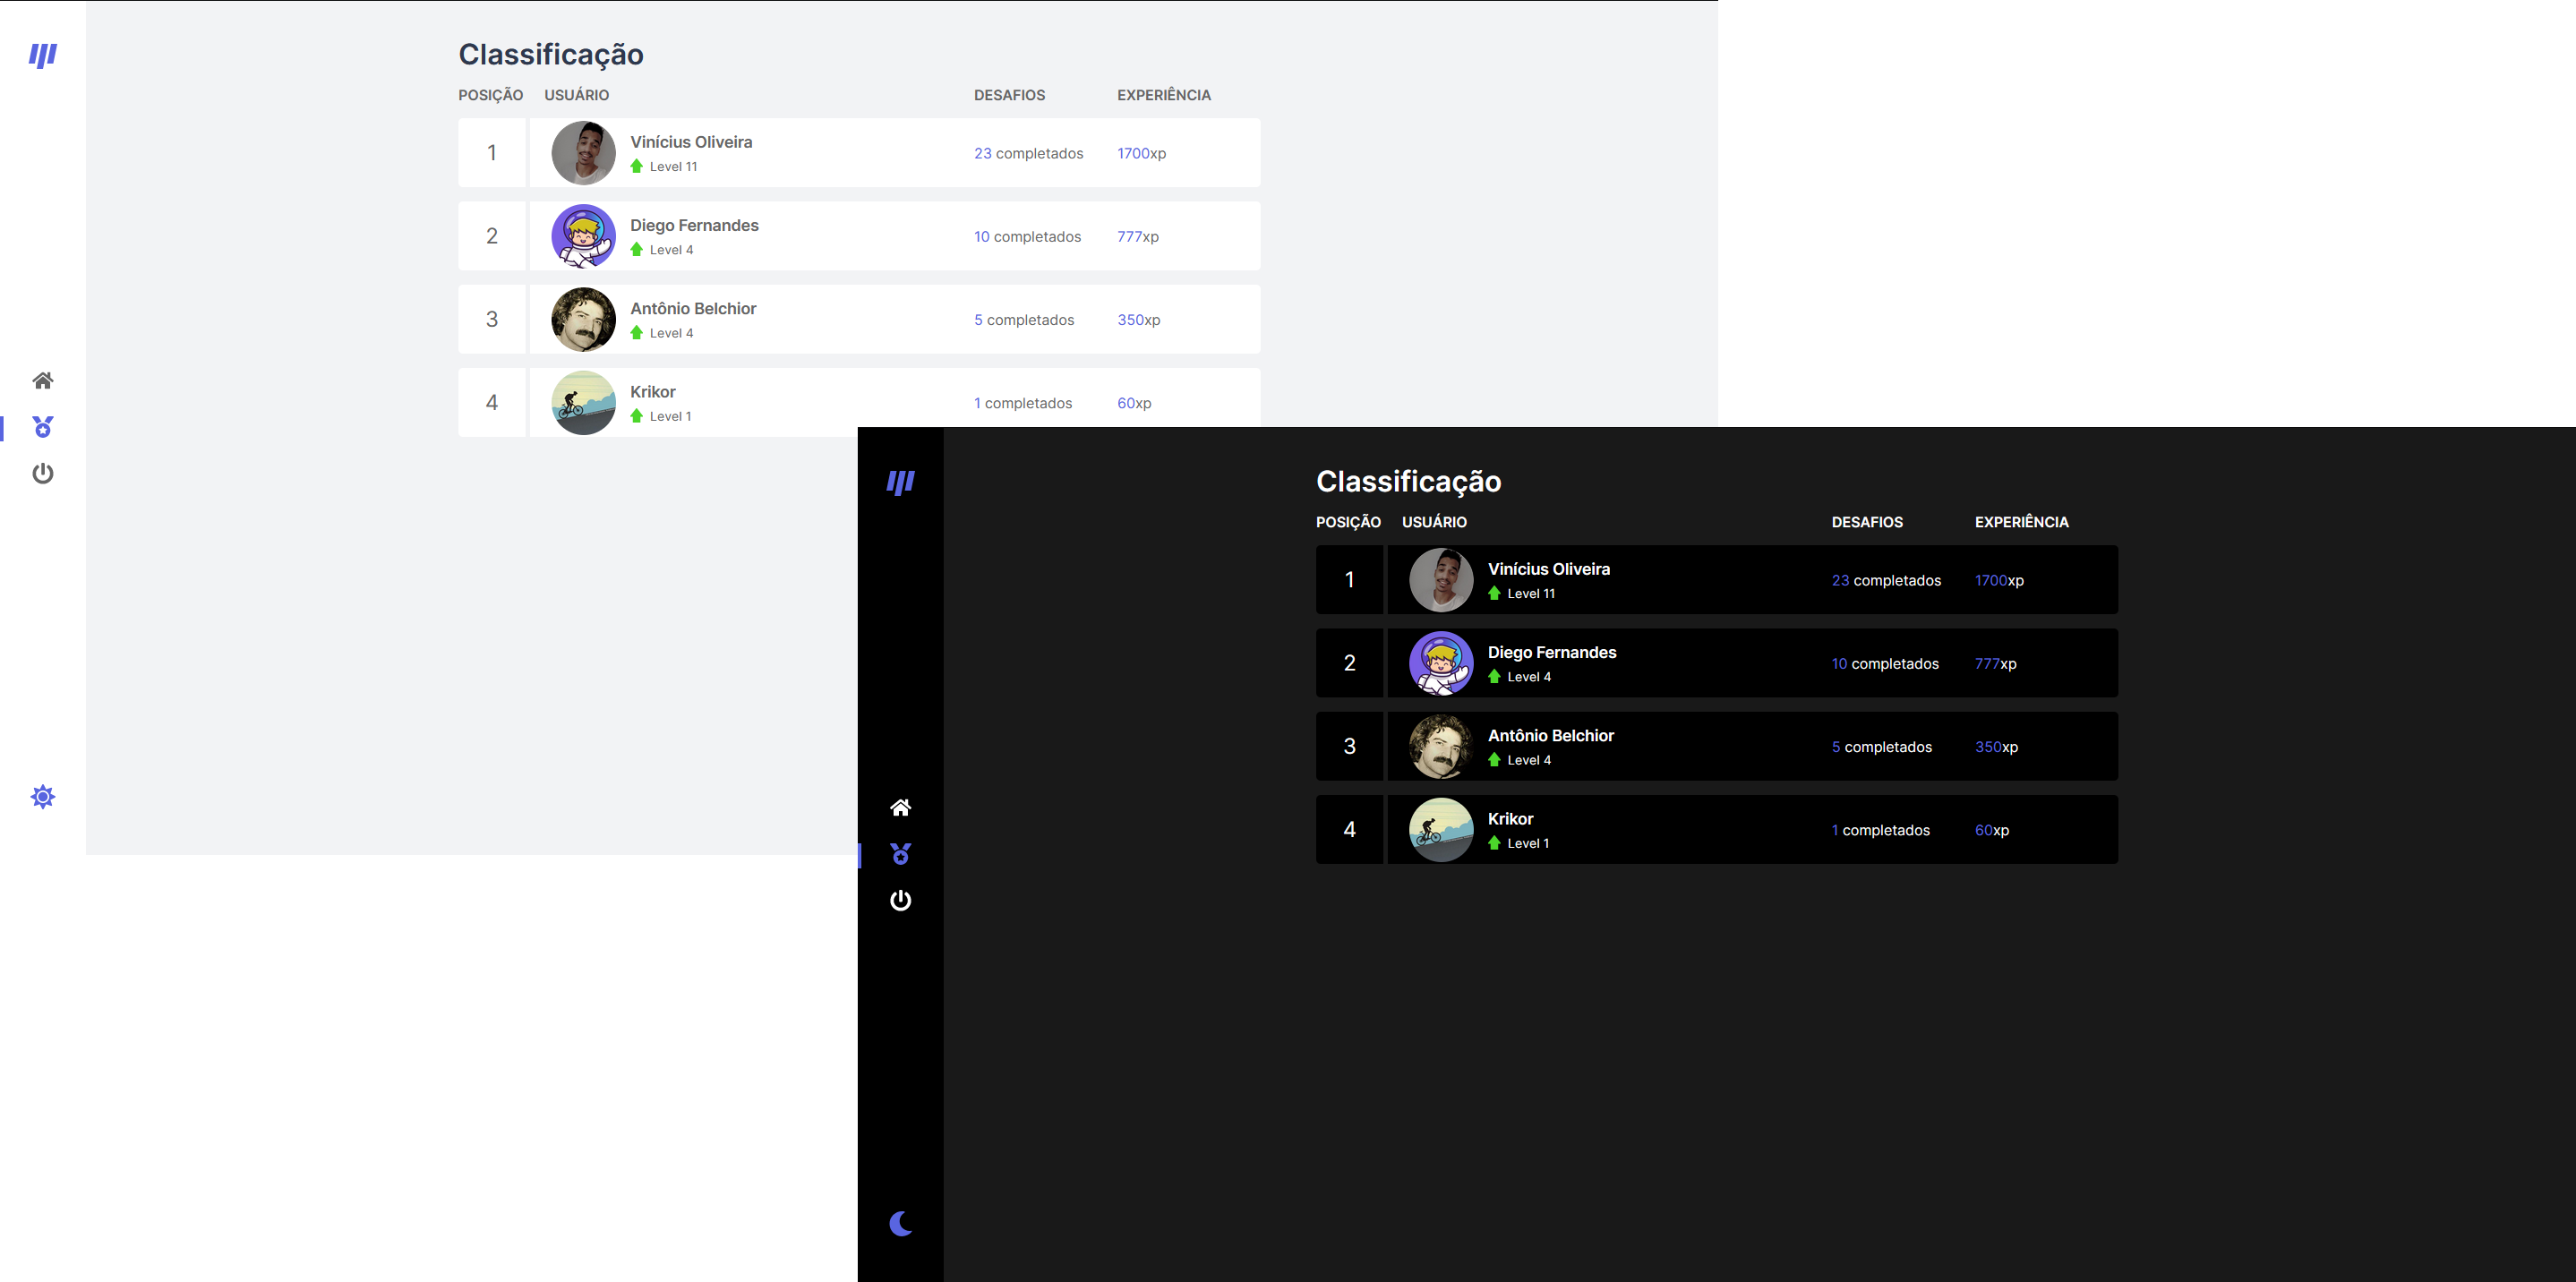 Classificação
POSIÇÃO USUÁRIO DESAFIOS EXPERIÊNCIA
1 Vinícius Oliveira 23 completados 1700xp
Level 11
2 Diego Fernandes 10 completados 777xp
Level 4
3 Antônio Belchior 5 completados 350xp
Level 4
4 Krikor 1 completados 60xp
Level 1
Classificação
POSIÇÃO USUÁRIO DESAFIOS EXPERIÊNCIA
1 Vinícius Oliveira 23 completados 1700xp
Level 11
2 Diego Fernandes 10 completados 777xp
Level 4
3 Antônio Belchior 5 completados 350xp
Level 4
4 Krikor 1 completados 60xp
Level 1